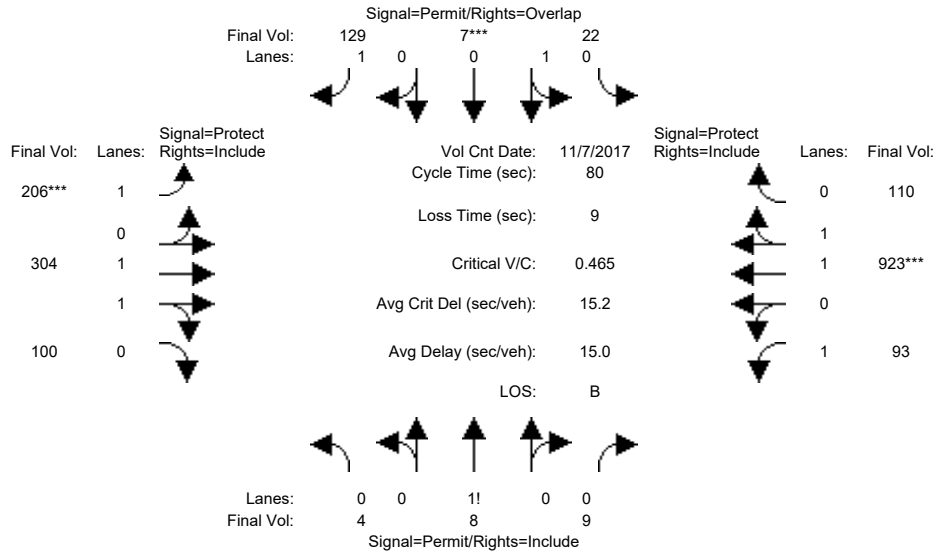 Signal=Permit/Rights=Overlap
Final Vol: 129 7*** 22
Lanes: 1 0 0 1 0
Signal=Protect Signal=Protect
Final Vol: Lanes: Rights=Include Vol Cnt Date: 11/7/2017 Rights=Include Lanes: Final Vol:
Cycle Time (sec): 80
206*** 1 0 110
Loss Time (sec): 9
0 1
304 1 Critical V/C: 0.465 1 923***
1 Avg Crit Del (sec/veh): 15.2 0
100 0 Avg Delay (sec/veh): 15.0 1 93
LOS: B
Lanes: 0 0 1! 0 0
Final Vol: 4 8 9
Signal=Permit/Rights=Include